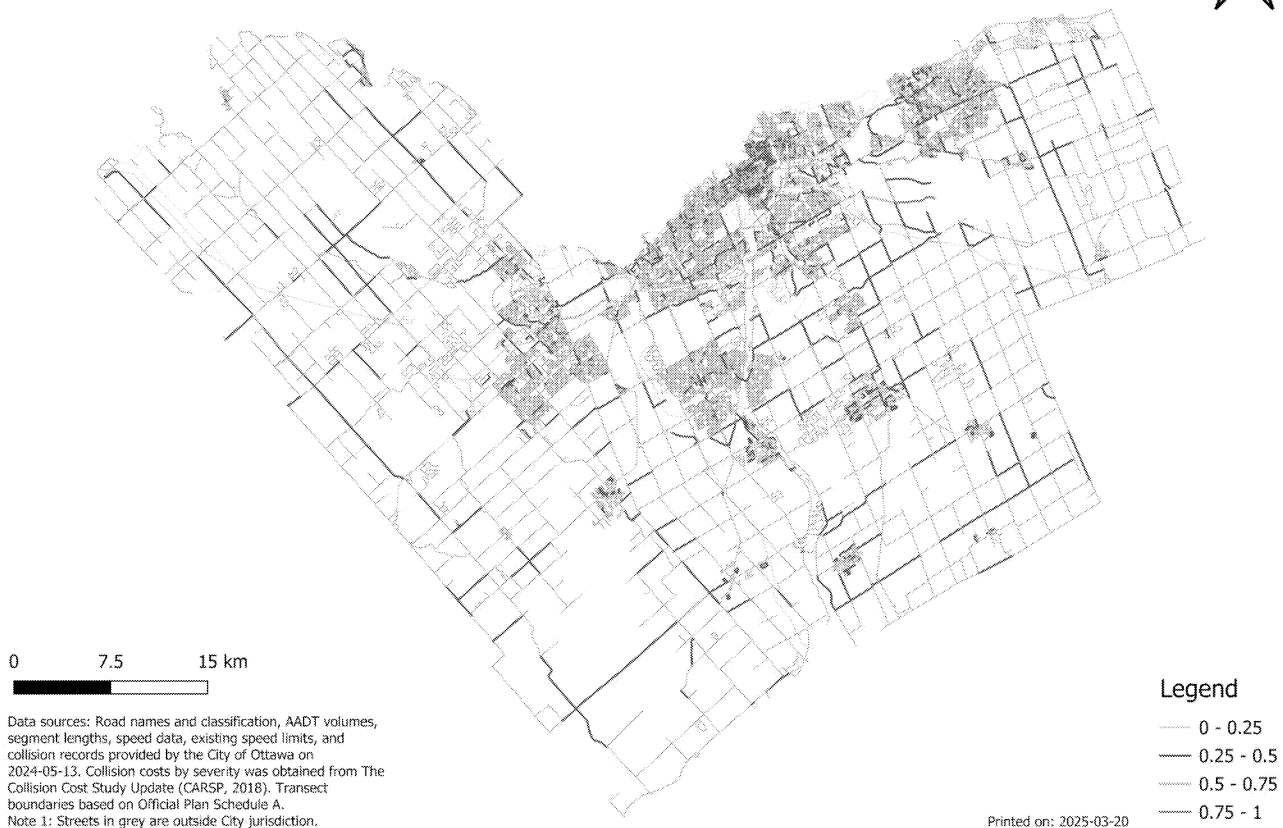 0 7.5 15 km
Data sources: Road names and classification, AADT volumes,
segment lengths, speed data, existing speed limits, and
collision records provided by the City of Ottawa on
2024-05-13. Collision costs by severity was obtained from The
Collision Cost Study Update (CARSP, 2018). Transect
boundaries based on Official Plan Schedule A.
Note 1: Streets in grey are outside City jurisdiction.
Legend
0 - 0.25
0.25 - 0.5
0.5 - 0.75
0.75 - 1
Printed on: 2025-03-20